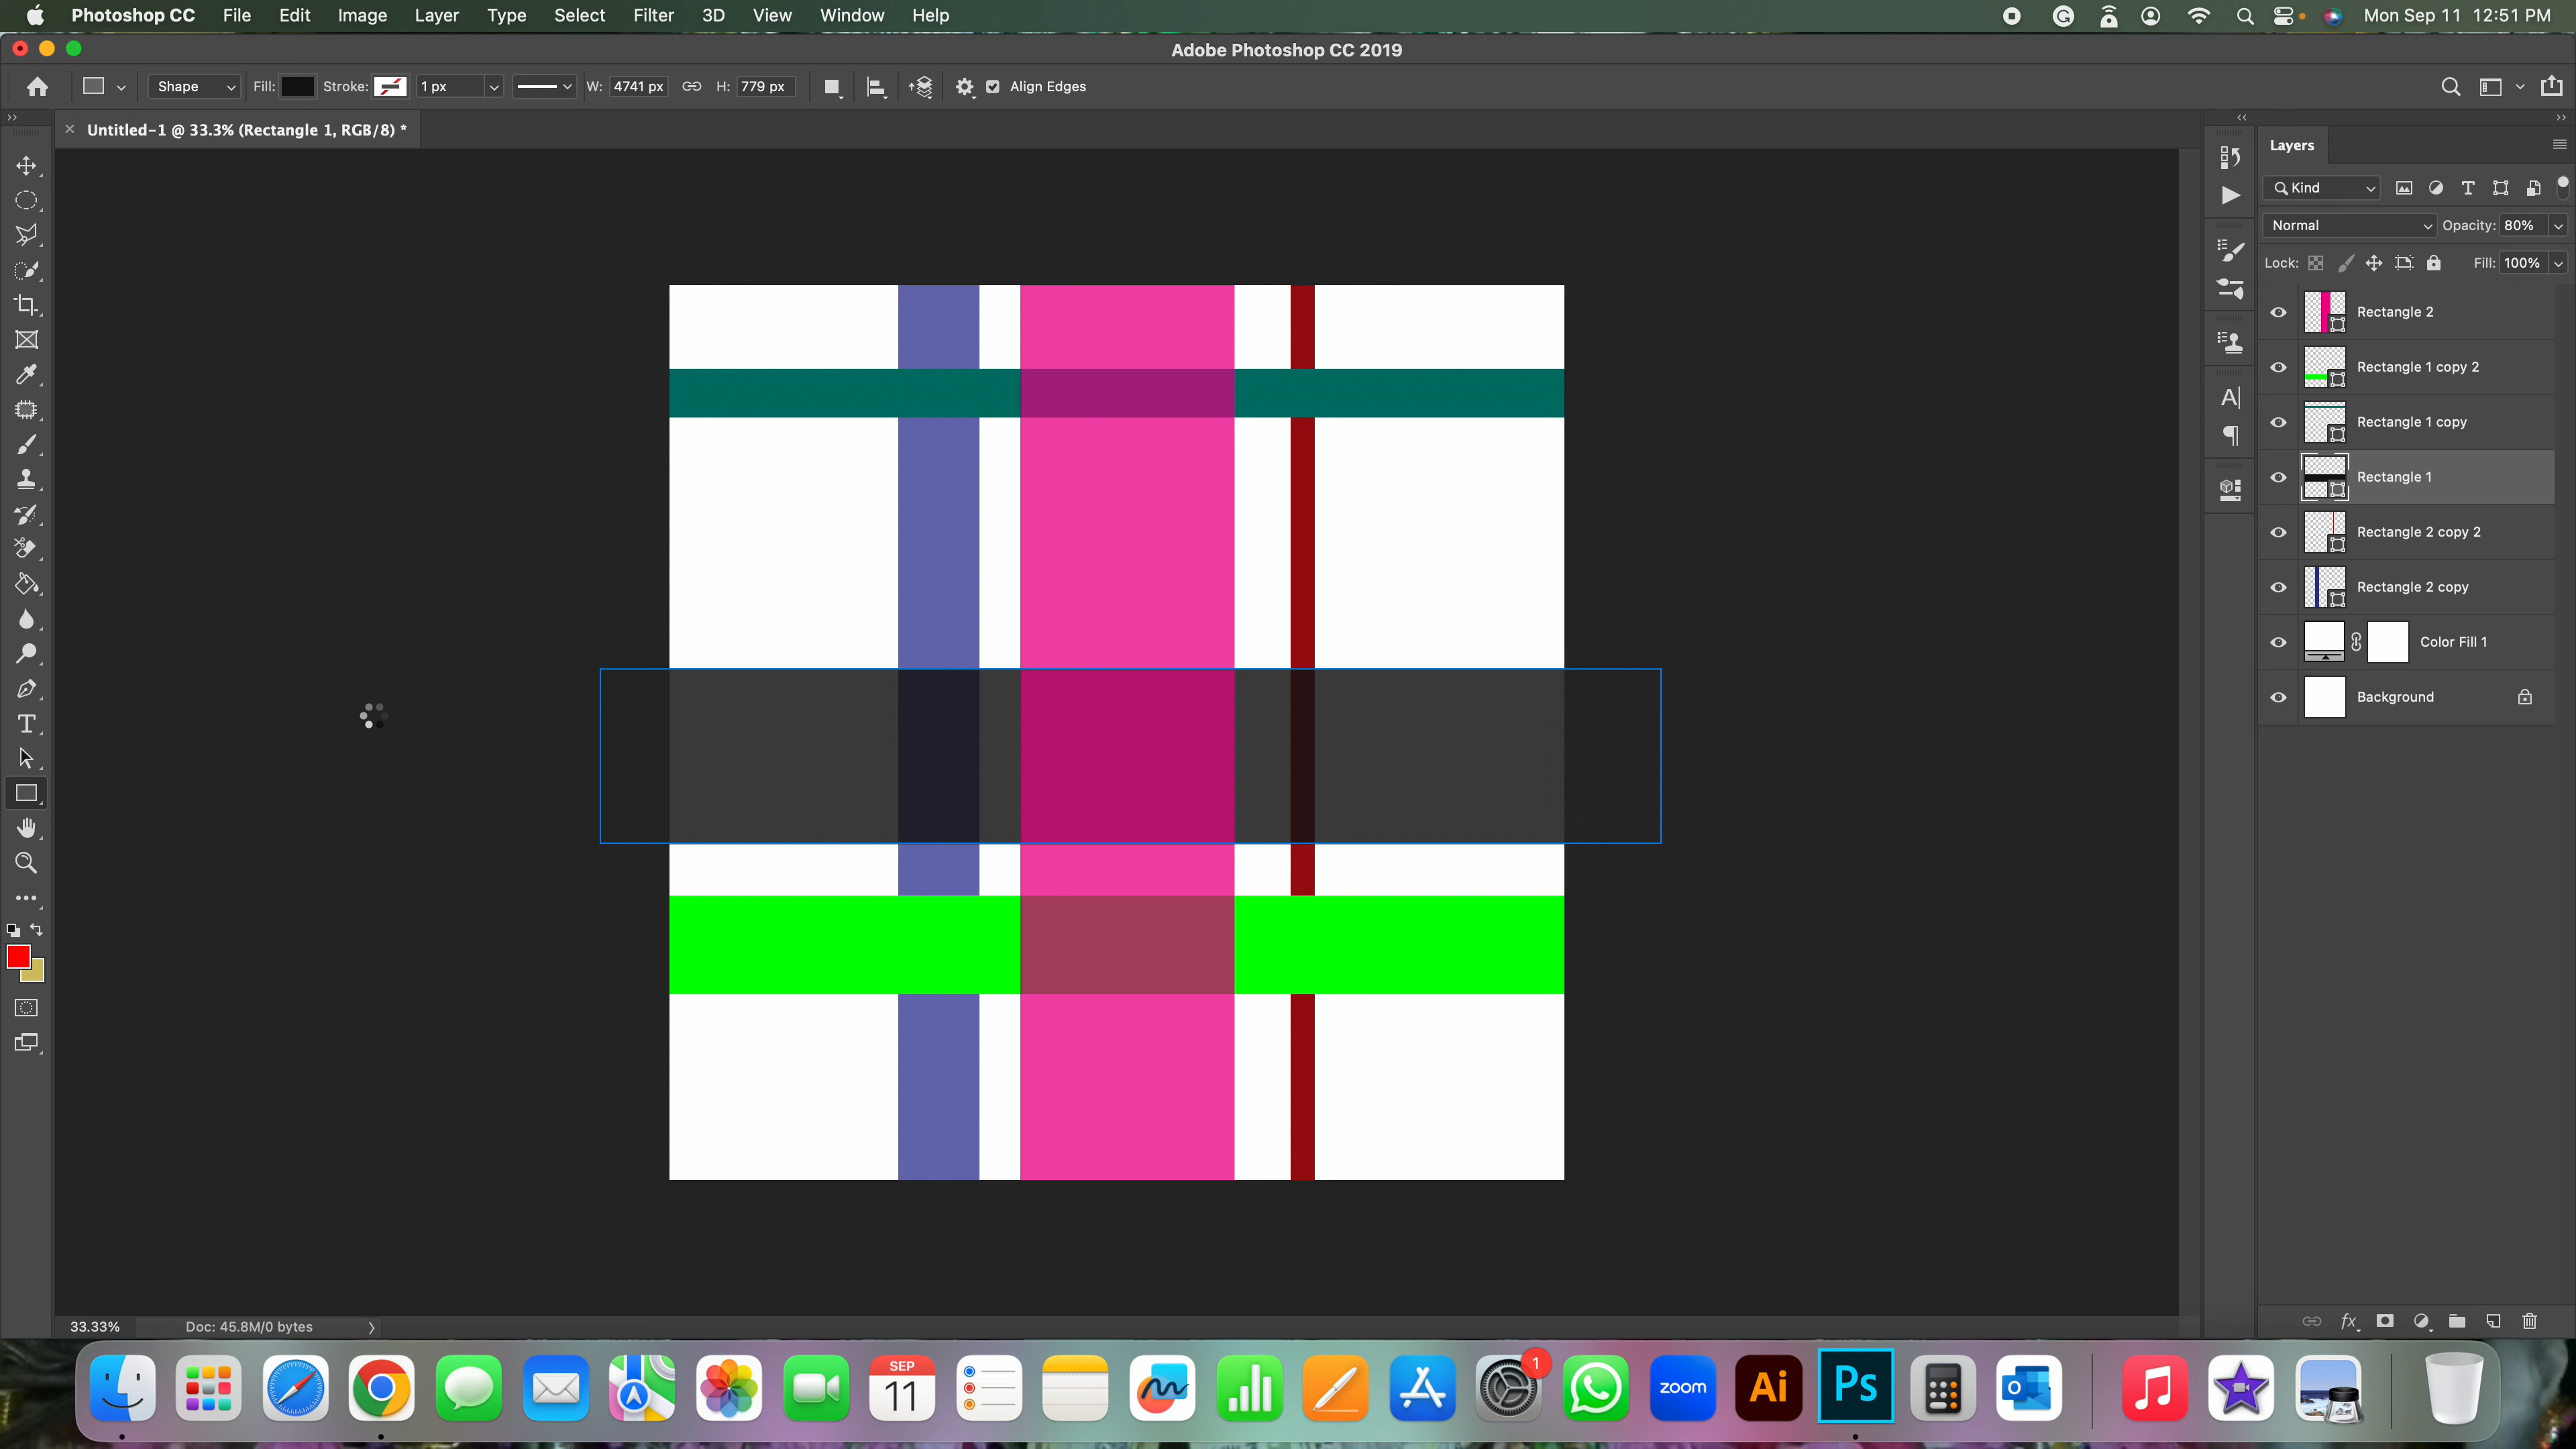 Photoshop CC File Edit Image Layer Type Select Filter 3D View Window Help Mon Sep 11 12:51 PM
Adobe Photoshop CC 2019
Shape Fill: Stroke: 1 px W: 4741 px H: 779 px Align Edges
Untitled-1 @ 33.3% (Rectangle 1, RGB/8) *
Layers
Kind
Normal Opacity: 80%
Lock: Fill: 100%
Rectangle 2
Rectangle 1 copy 2
Rectangle 1 copy
Rectangle 1
Rectangle 2 copy 2
Rectangle 2 copy
Color Fill 1
Background
33.33% Doc: 45.8M/0 bytes
SEP
11
1
zoom
Ai
Ps